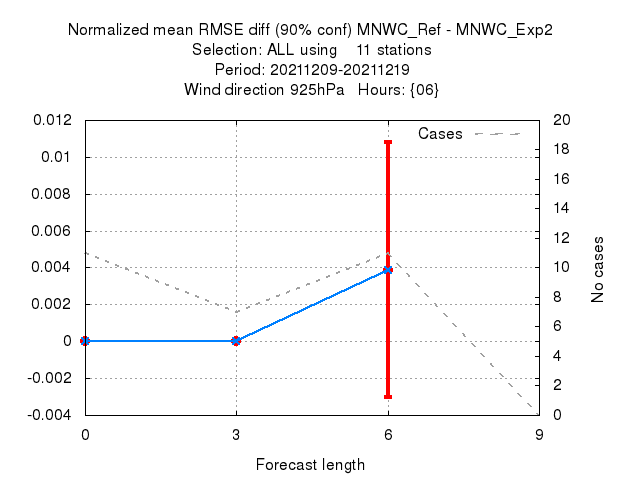 Normalized mean RMSE diff (90% conf) MNWC_Ref - MNWC_Exp2
Selection: ALL using    11 stations
Period: 20211209-20211219
Wind direction 925hPa   Hours: {06}
Cases
0.012
0.01
0.008
0.006
0.004
0.002
0
-0.002
-0.004
20
18
16
14
12
10
8
6
4
2
0
No cases
0 3 6 9
Forecast length